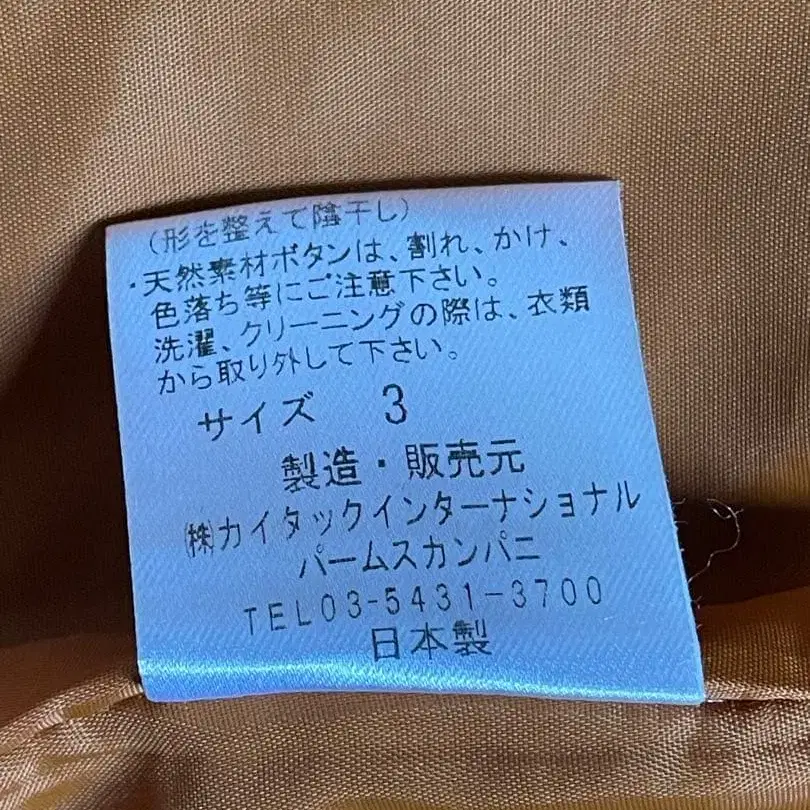 (形を整えて陰干し)
・天然素材ボタンは、割れ、かけ、
色落ち等にご注意下さい。
洗濯、クリーニングの際は、衣類
から取り外して下さい。
サイズ 3
製造・販売元
㈱カイタックインターナショナル
パームスカンパニ
TEL03-5431-3700
日本製